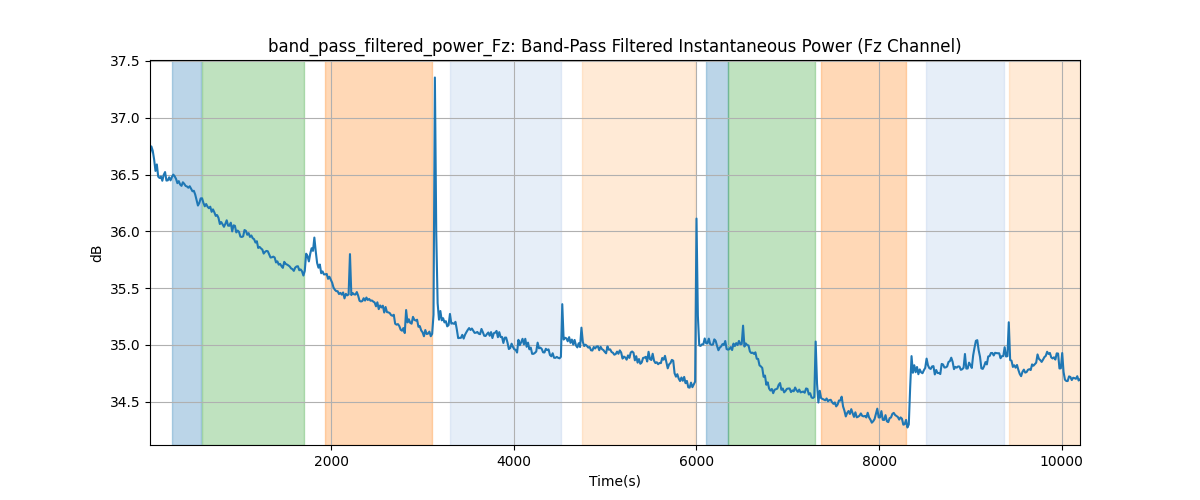 band_pass_filtered_power_Fz: Band-Pass Filtered Instantaneous Power (Fz Channel)
37.5
37.0
36.5
36.0
35.5
35.0
34.5
dB
2000 4000 6000 8000 10000
Time(s)